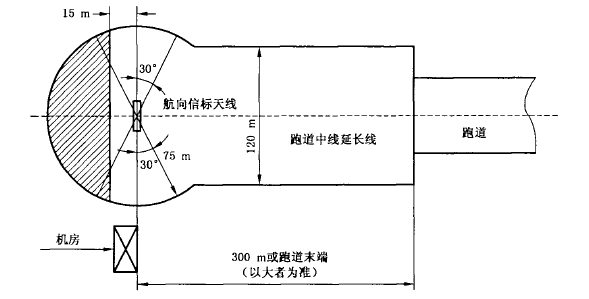 15 m
30°
航向信标天线
120 m
跑道中线延长线
跑道
30°
75 m
机房
300 m或跑道末端
(以大者为准)